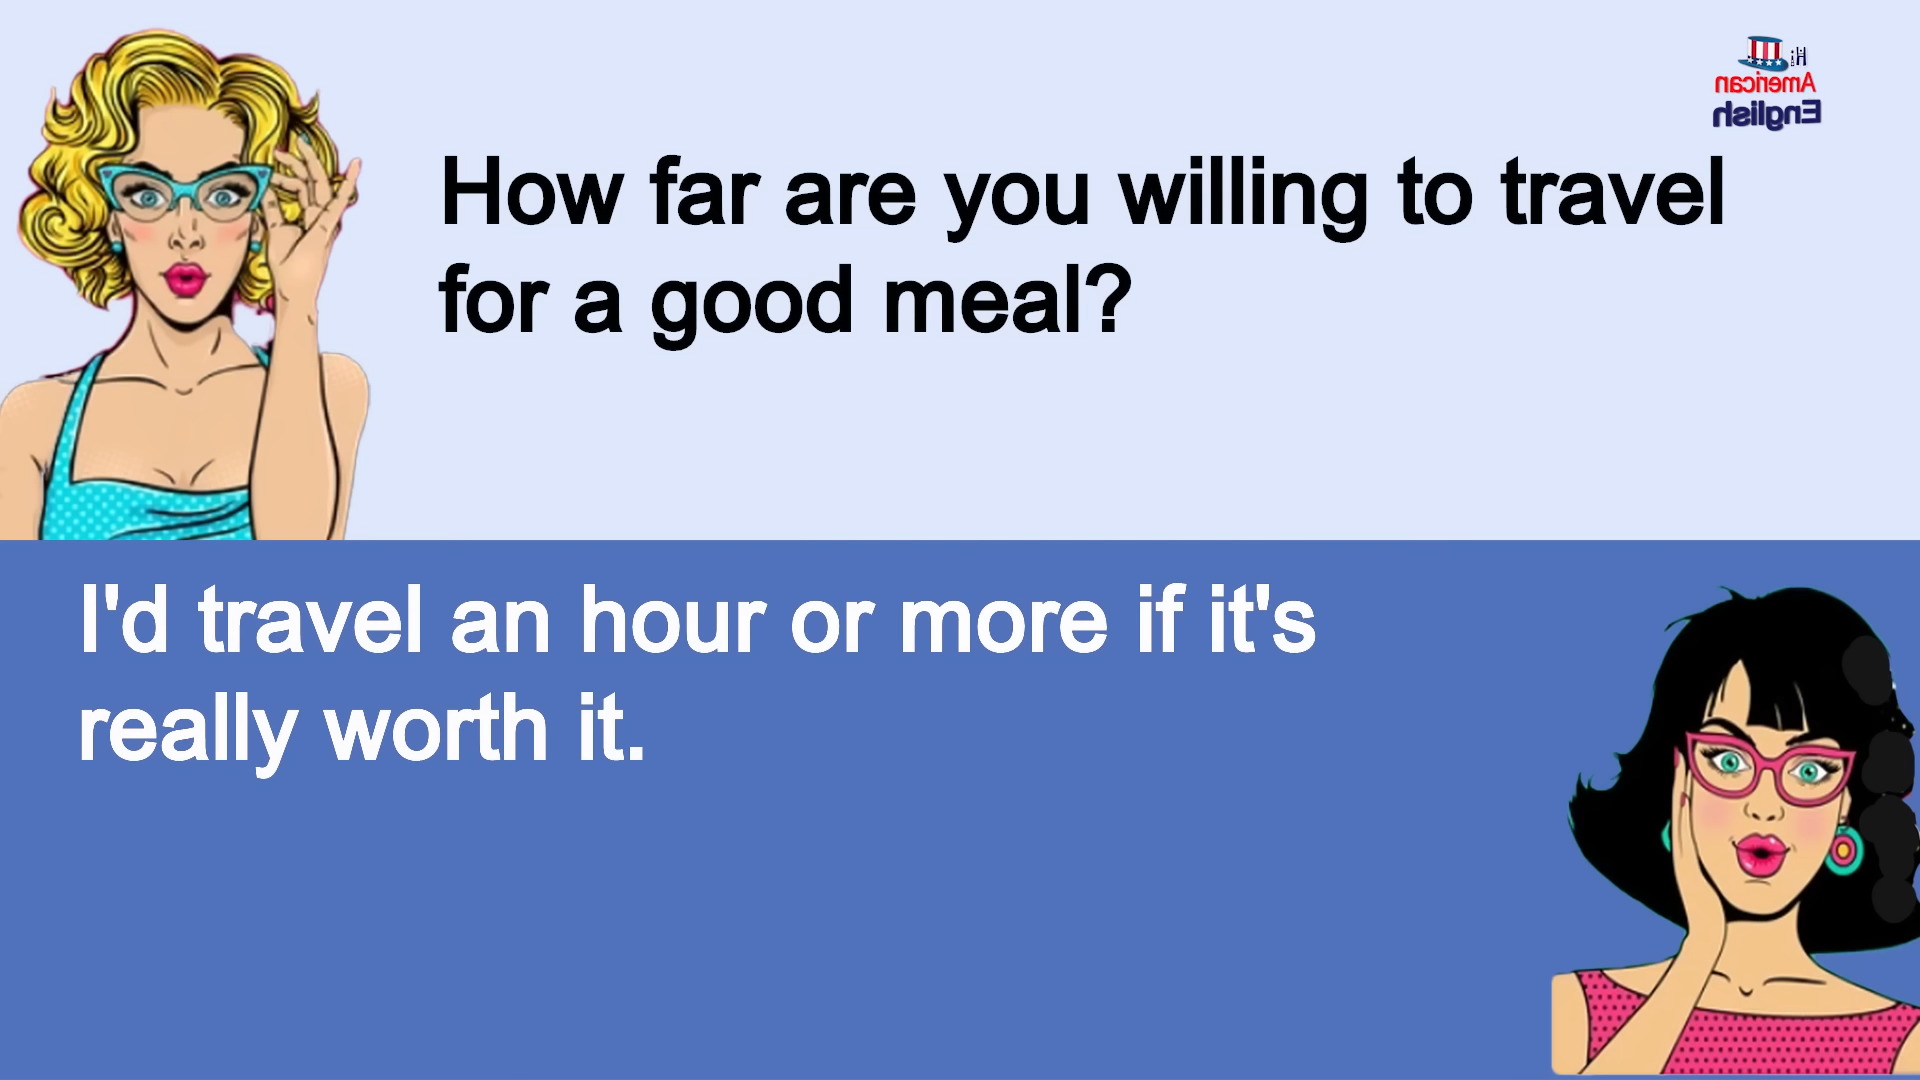 Hi
American
English
How far are you willing to travel
for a good meal?
I'd travel an hour or more if it's
really worth it.